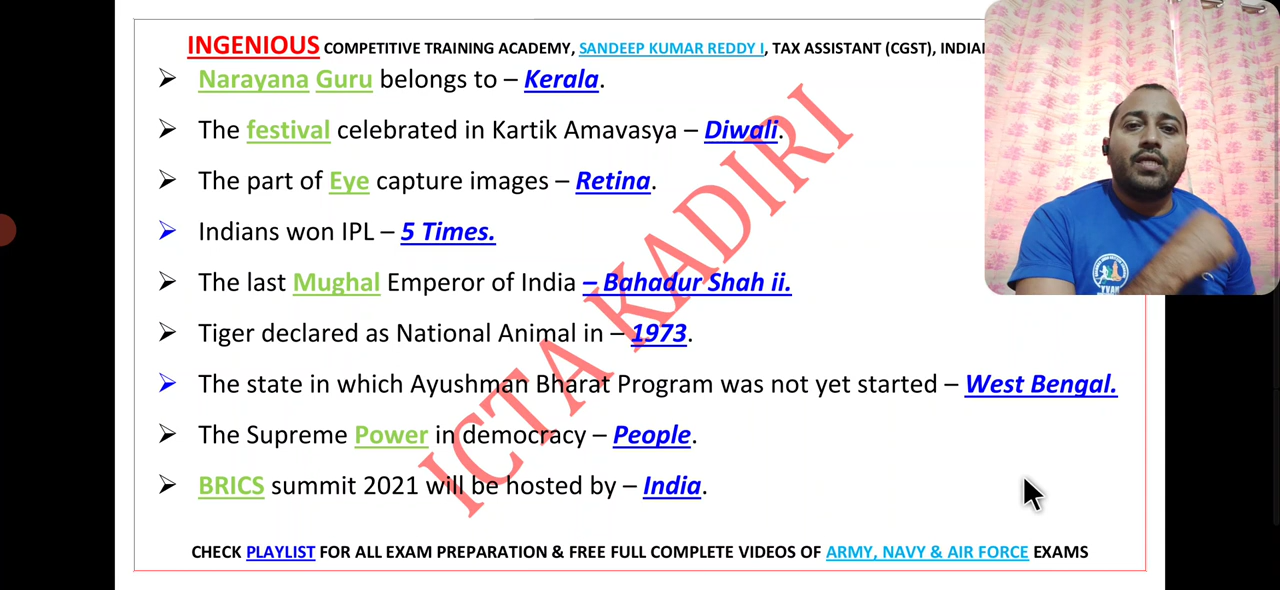 INGENIOUS COMPETITIVE TRAINING ACADEMY, SANDEEP KUMAR REDDY I, TAX ASSISTANT (CGST),
➢ Narayana Guru belongs to – Kerala.
➢ The festival celebrated in Kartik Amavasya – Diwali.
➢ The part of Eye capture images – Retina.
➢ Indians won IPL – 5 Times.
➢ The last Mughal Emperor of India – Bahadur Shah ii.
➢ Tiger declared as National Animal in – 1973.
➢ The state in which Ayushman Bharat Program was not yet started – West Bengal.
➢ The Supreme Power in democracy – People.
➢ BRICS summit 2021 will be hosted by – India.
CHECK PLAYLIST FOR ALL EXAM PREPARATION & FREE FULL COMPLETE VIDEOS OF ARMY, NAVY & AIR FORCE EXAMS
ICTA KADIRI